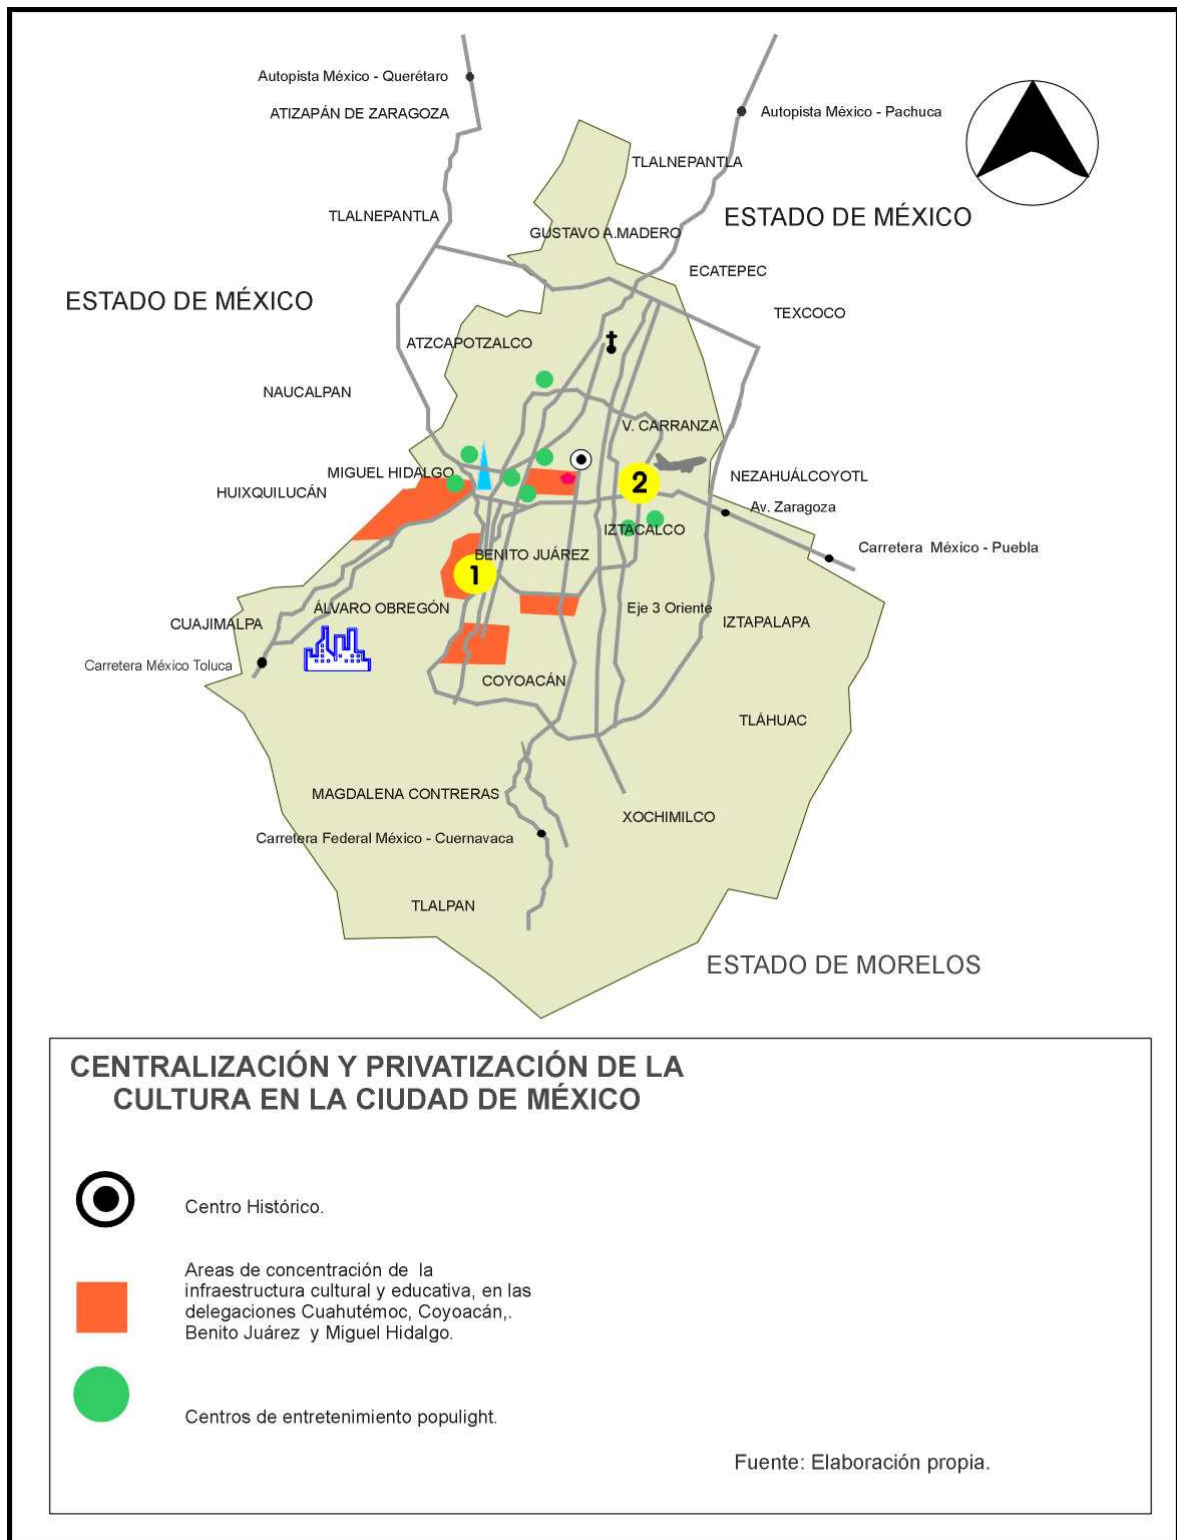 Autopista México - Querétaro
ATIZAPÁN DE ZARAGOZA
Autopista México - Pachuca
TLALNEPANTLA
TLALNEPANTLA
ESTADO DE MÉXICO
GUSTAVO A.MADERO
ECATEPEC
ESTADO DE MÉXICO
TEXCOCO
ATZCAPOTZALCO
NAUCALPAN
V. CARRANZA
MIGUEL HIDALGO
NEZAHUÁLCOYOTL
2
HUIXQUILUCÁN
Av. Zaragoza
IZTACALCO
Carretera México - Puebla
BENITO JUÁREZ
1
ÁLVARO OBREGÓN
Eje 3 Oriente
CUAJIMALPA
IZTAPALAPA
Carretera México Toluca
COYOACÁN
TLÁHUAC
MAGDALENA CONTRERAS
XOCHIMILCO
Carretera Federal México - Cuernavaca
TLALPAN
ESTADO DE MORELOS
CENTRALIZACIÓN Y PRIVATIZACIÓN DE LA
CULTURA EN LA CIUDAD DE MÉXICO
Centro Histórico.
Areas de concentración de la
infraestructura cultural y educativa, en las
delegaciones Cuahutémoc, Coyoacán,.
Benito Juárez y Miguel Hidalgo.
Centros de entretenimiento populight.
Fuente: Elaboración propia.